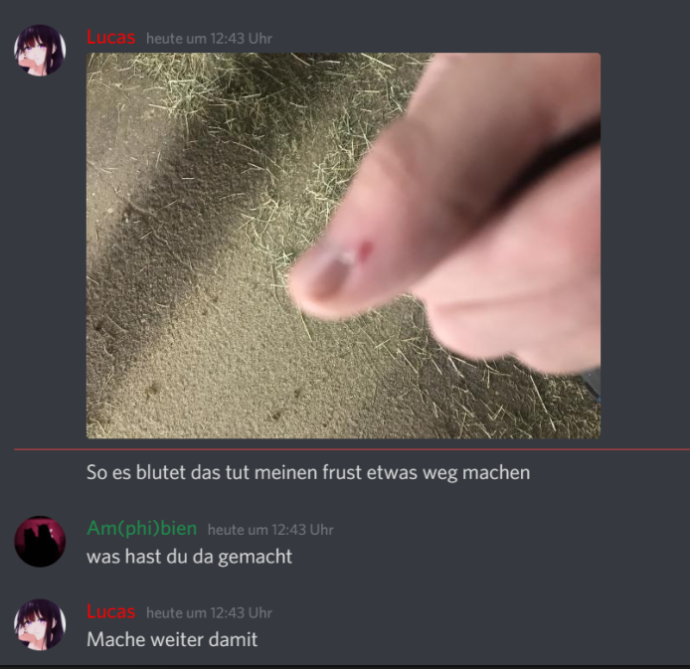 Lucas heute um 12:43 Uhr
So es blutet das tut meinen frust etwas weg machen
Am(phi)bien heute um 12:43 Uhr
was hast du da gemacht
Lucas heute um 12:43 Uhr
Mache weiter damit